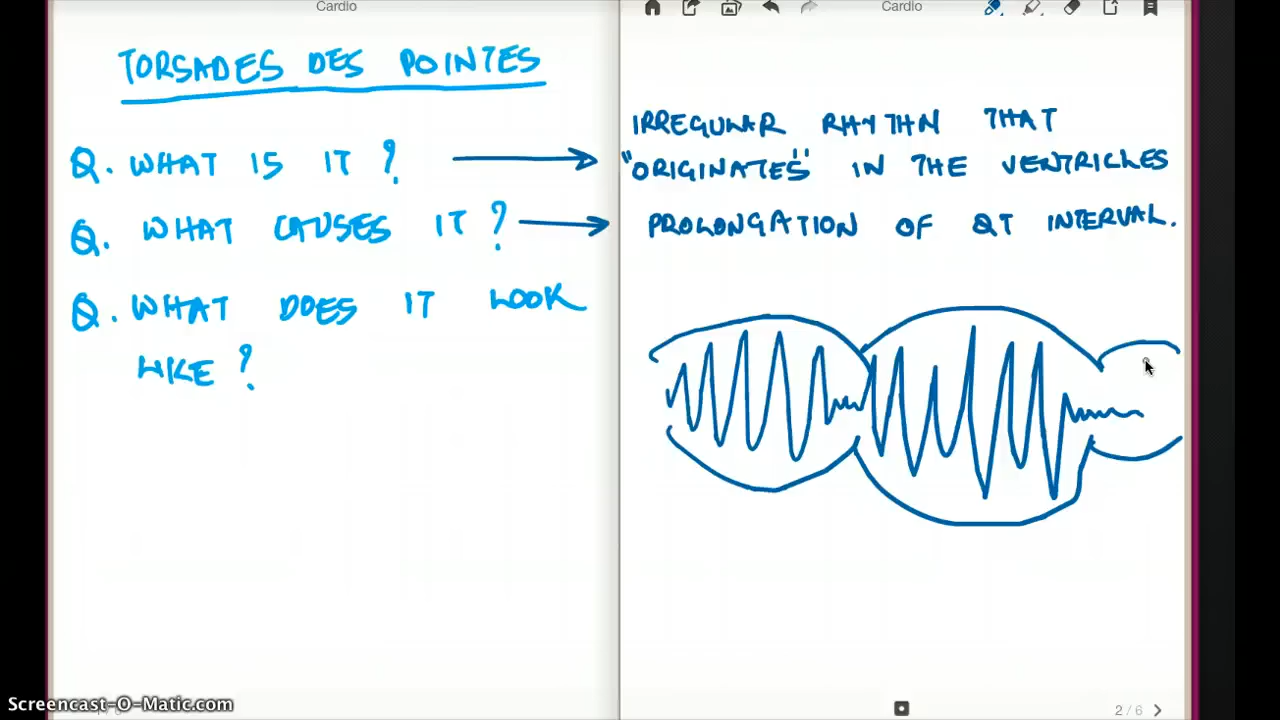 Cardio
TORSADES DES POINTES
Q. WHAT IS IT?
Q. WHAT CAUSES IT?
Q. WHAT DOES IT LOOK
LIKE?
Cardio
IRREGULAR RHYTHM THAT
"ORIGINATES" IN THE VENTRICLES
PROLONGATION OF QT INTERVAL.
2 / 6
Screencast-O-Matic.com